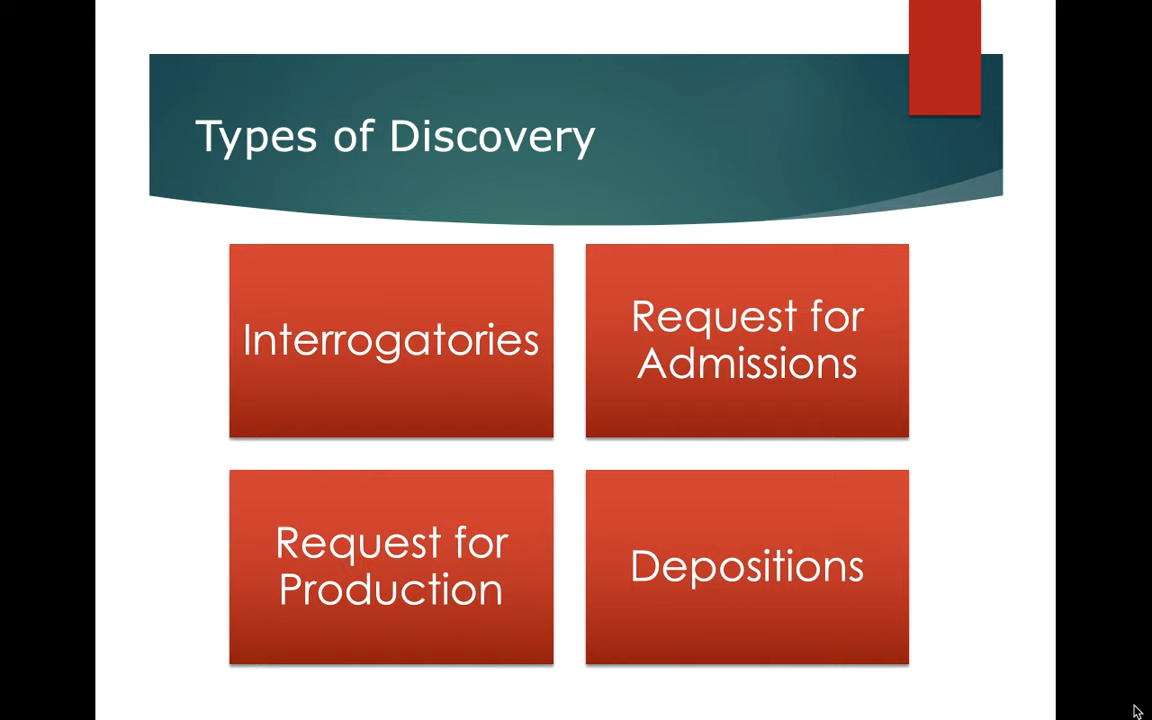 Types of Discovery
Interrogatories
Request for
Admissions
Request for
Production
Depositions